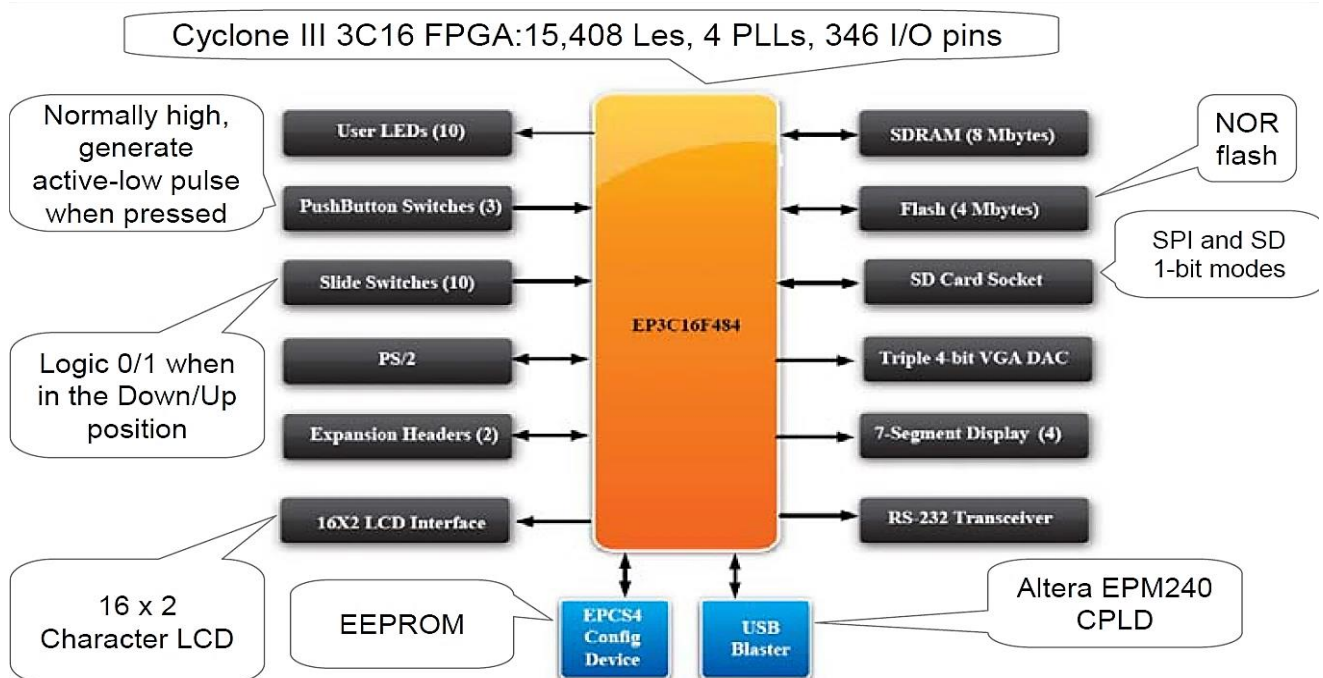 Cyclone III 3C16 FPGA:15,408 Les, 4 PLLs, 346 I/O pins
Normally high,
generate
active-low pulse
when pressed
User LEDs (10)
PushButton Switches (3)
Slide Switches (10)
PS/2
Expansion Headers (2)
16X2 LCD Interface
Logic 0/1 when
in the Down/Up
position
16 x 2
Character LCD
EP3C16F484
SDRAM (8 Mbytes)
Flash (4 Mbytes)
SD Card Socket
Triple 4-bit VGA DAC
7-Segment Display (4)
RS-232 Transceiver
NOR
flash
SPI and SD
1-bit modes
EEPROM
EPCS4
Config
Device
USB
Blaster
Altera EPM240
CPLD